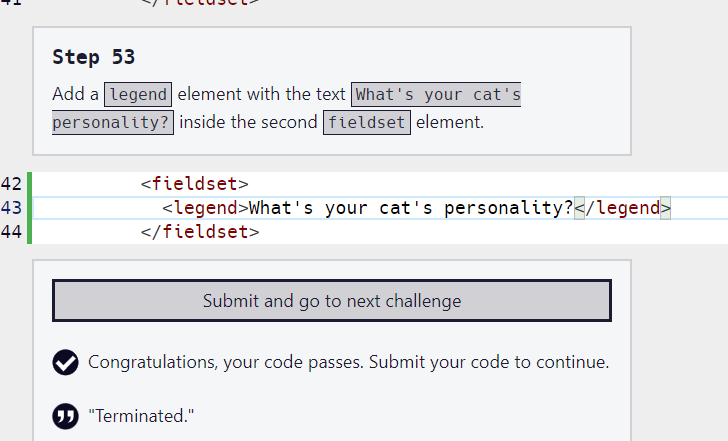 41 </fieldset>
Step 53
Add a legend element with the text What's your cat's
personality? inside the second fieldset element.
42 <fieldset>
43 <legend>What's your cat's personality?</legend>
44 </fieldset>
Submit and go to next challenge
Congratulations, your code passes. Submit your code to continue.
"Terminated."